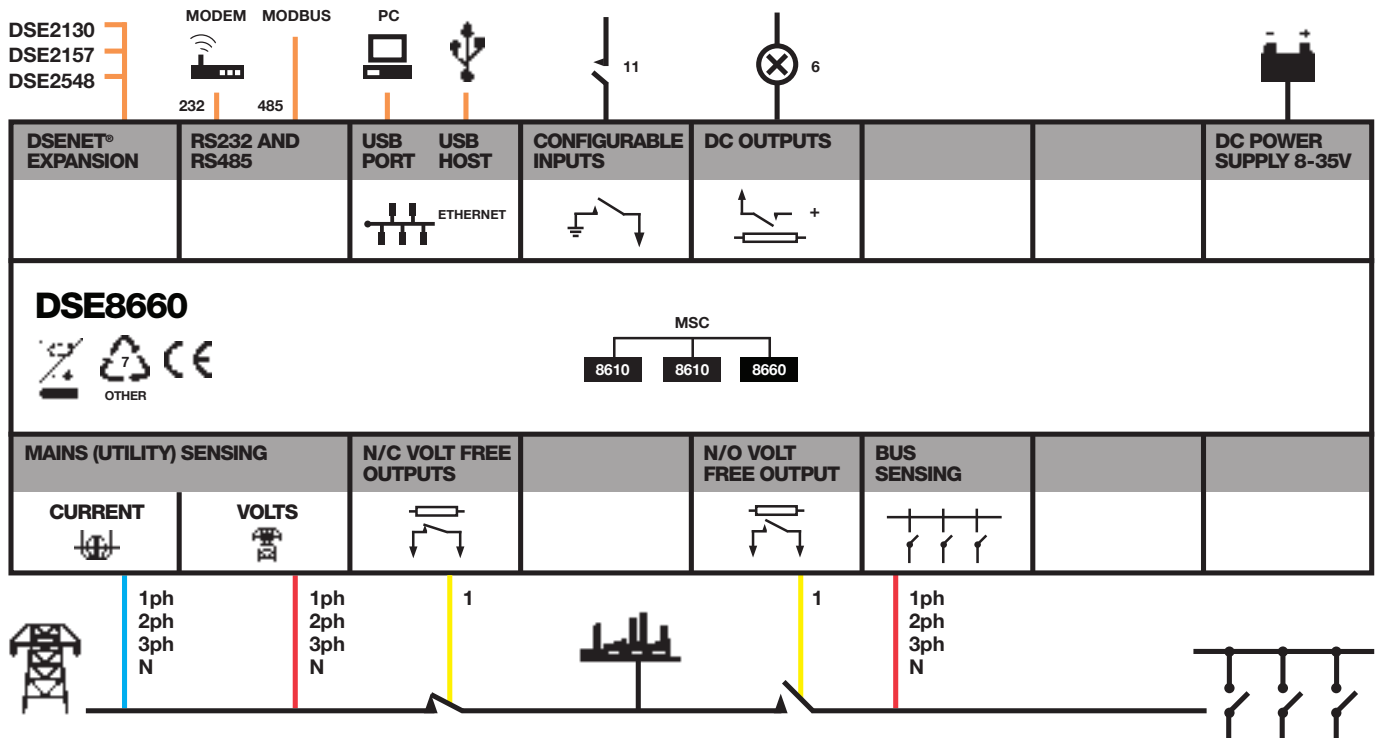 DSE2130
DSE2157
DSE2548
MODEM MODBUS PC
232 485
11
6
- +
DSENET®
EXPANSION
RS232 AND
RS485
USB
PORT
USB
HOST
CONFIGURABLE
INPUTS
DC OUTPUTS
DC POWER
SUPPLY 8-35V
ETHERNET
+
DSE8660
7
OTHER
CE
MSC
8610 8610 8660
MAINS (UTILITY) SENSING
N/C VOLT FREE
OUTPUTS
N/O VOLT
FREE OUTPUT
BUS
SENSING
CURRENT
VOLTS
1ph
2ph
3ph
N
1ph
2ph
3ph
N
1
1
1ph
2ph
3ph
N